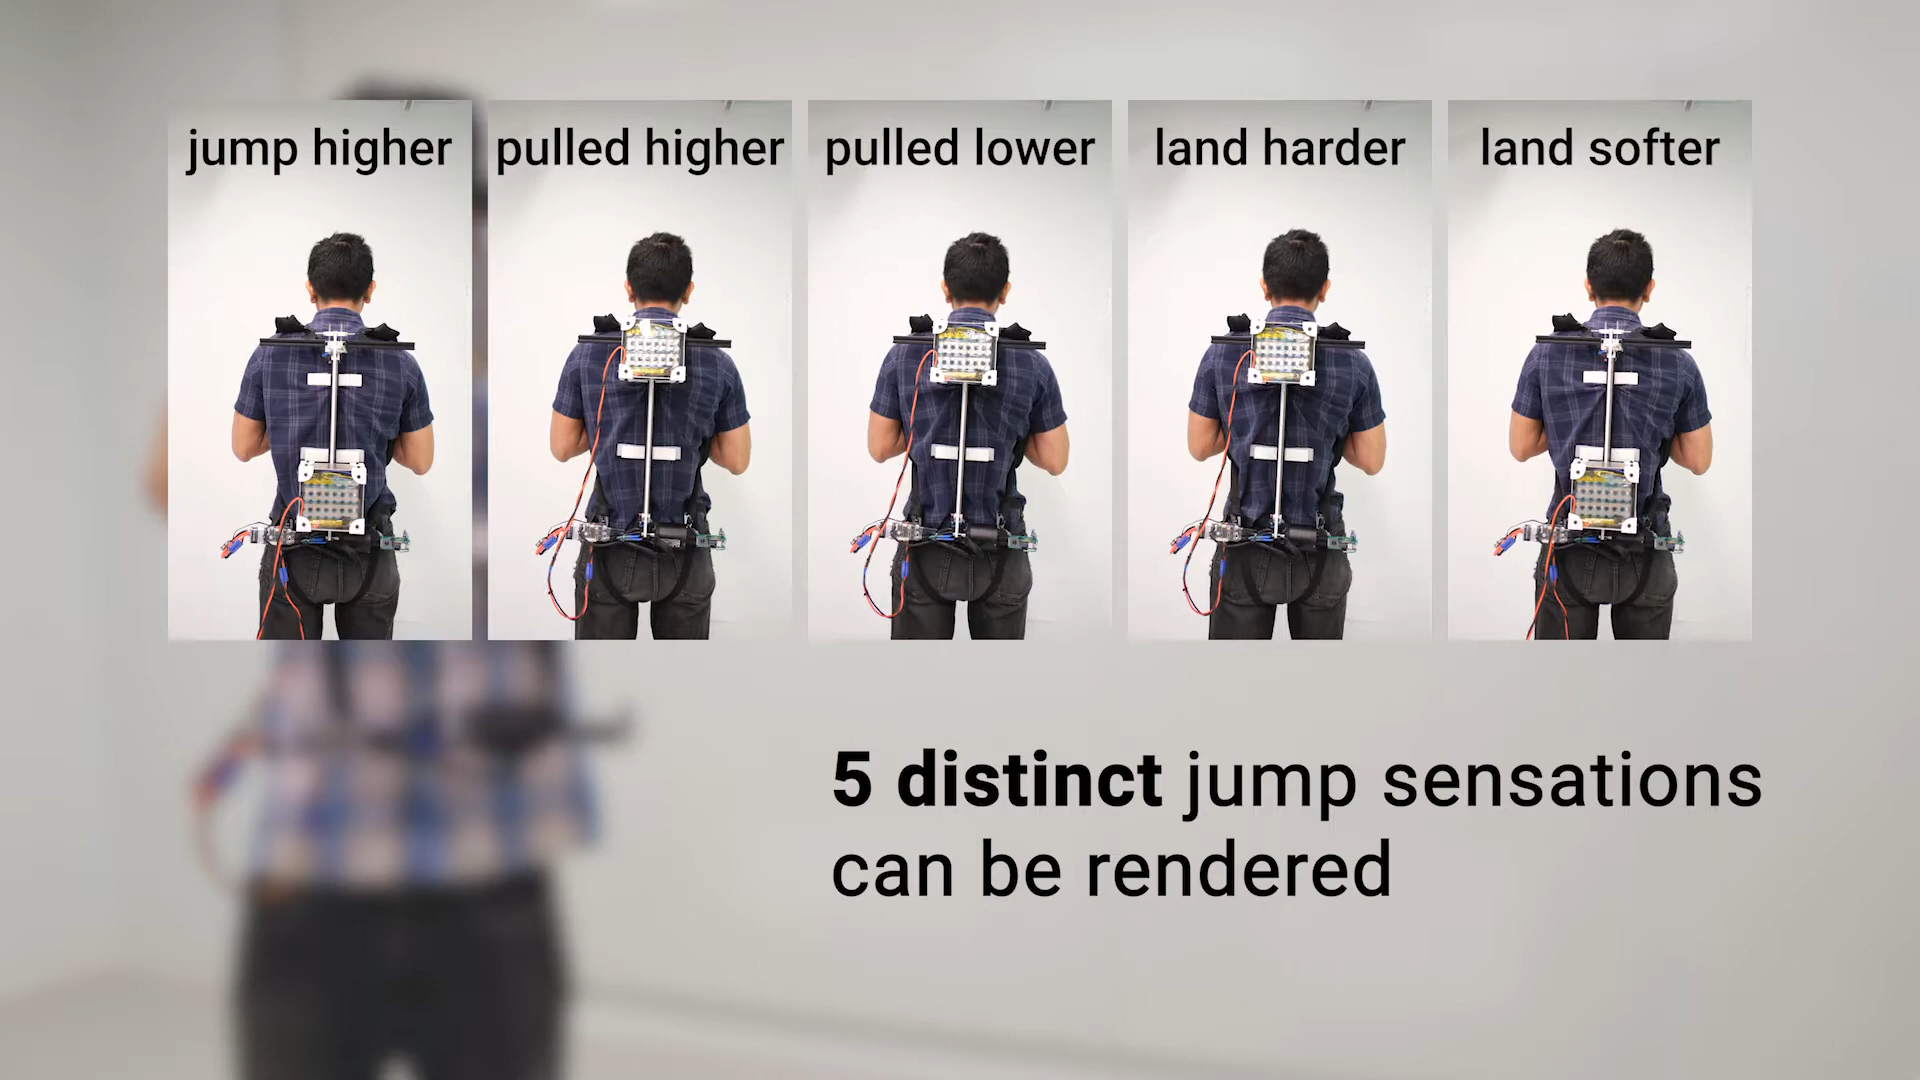 jump higher
pulled higher
pulled lower
land harder
land softer
5 distinct jump sensations
can be rendered